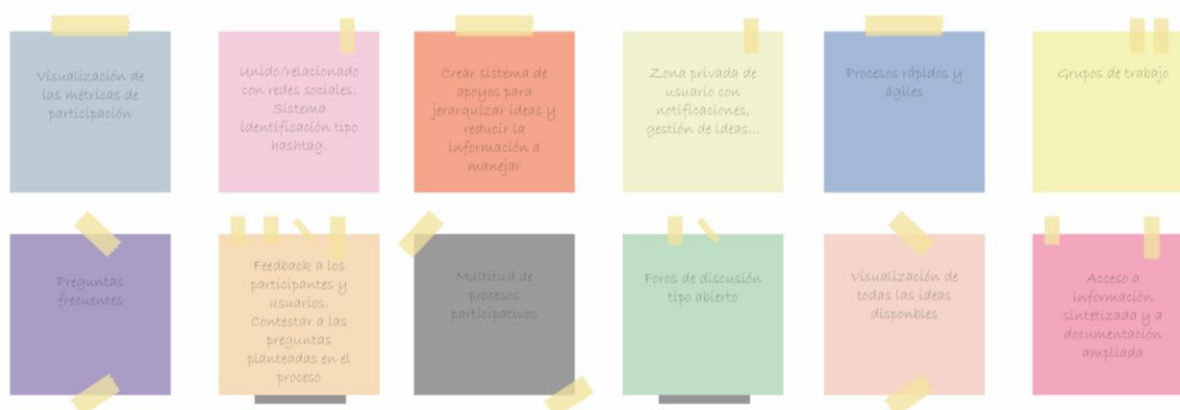 Visualización de
las métricas de
participación
Unido/relacionado
con redes sociales.
Sistema
identificación tipo
hashtag.
Crear sistema de
apoyos para
jerarquizar ideas y
reducir la
información a
manejar
Zona privada de
usuario con
notificaciones,
gestión de ideas...
Procesos rápidos y
ágiles
Grupos de trabajo
Preguntas
frecuentes
Feedback a los
participantes y
usuarios.
Contestar a las
preguntas
planteadas en el
proceso
Multitud de
procesos
participativos
Foros de discusión
tipo abierto
Visualización de
todas las ideas
disponbles
Acceso a
información
sintetizada y a
documentación
ampliada